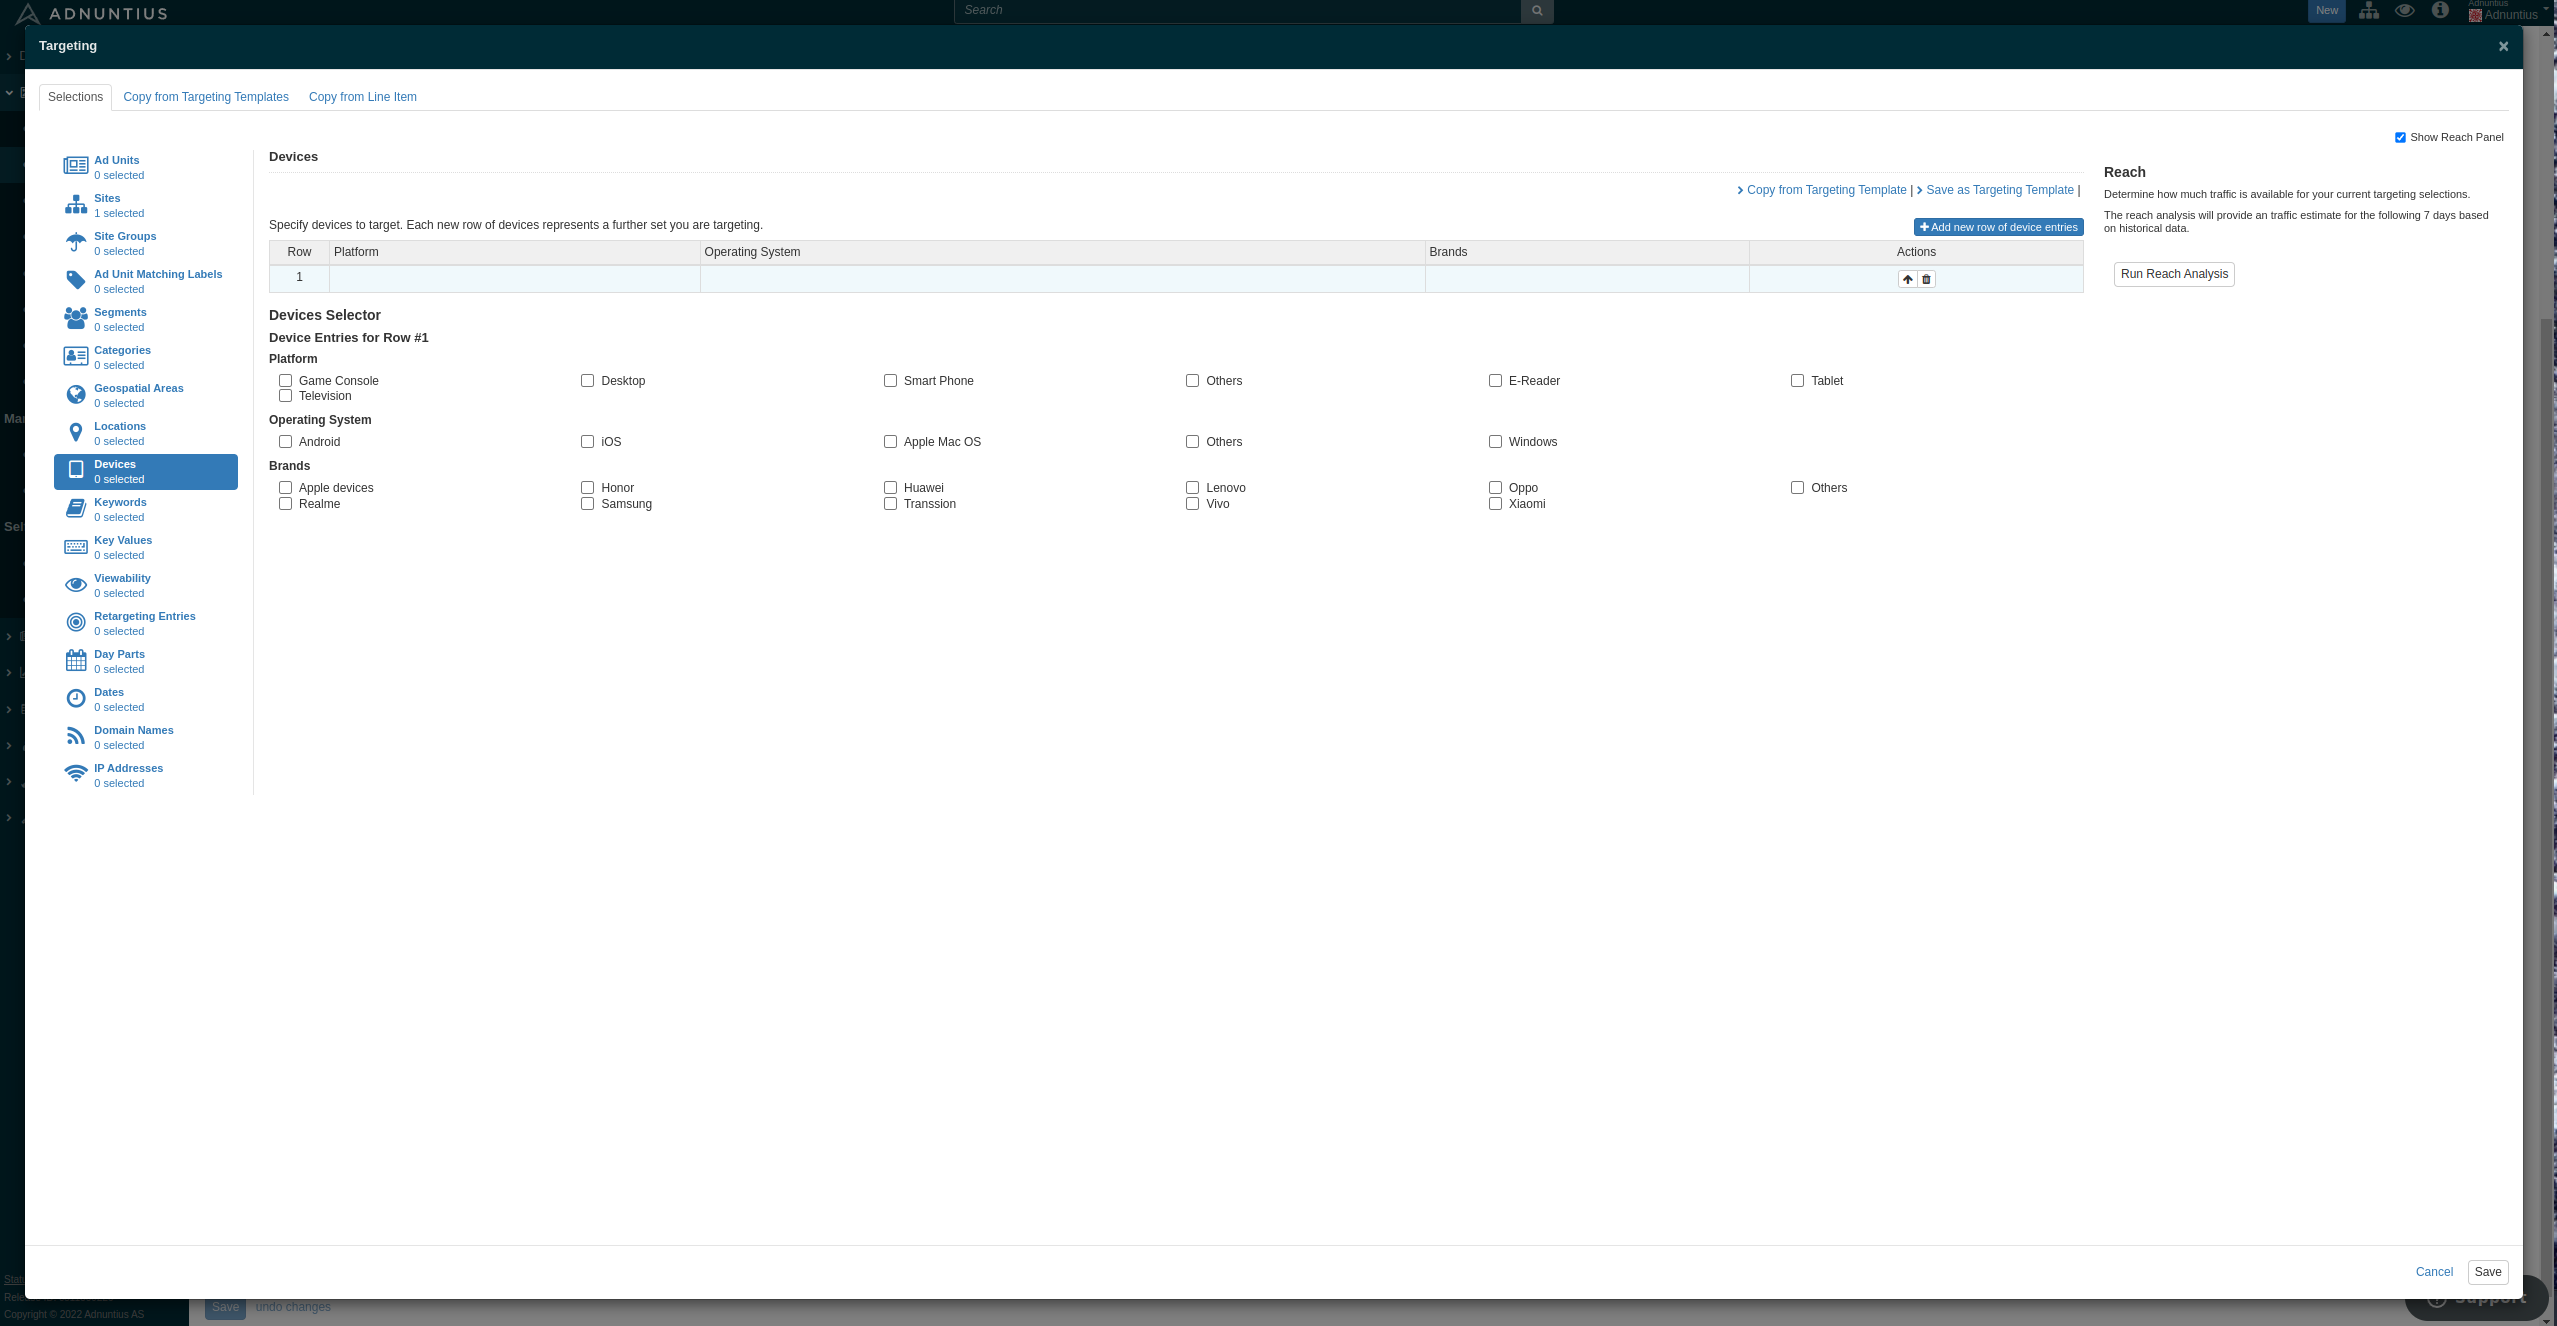 ADNUNTIUS
Search
New
Adnuntius
Adnuntius
Targeting
Selections
Copy from Targeting Templates
Copy from Line Item
Show Reach Panel
Ad Units
0 selected
Sites
1 selected
Site Groups
0 selected
Ad Unit Matching Labels
0 selected
Segments
0 selected
Categories
0 selected
Geospatial Areas
0 selected
Locations
0 selected
Devices
0 selected
Keywords
0 selected
Key Values
0 selected
Viewability
0 selected
Retargeting Entries
0 selected
Day Parts
0 selected
Dates
0 selected
Domain Names
0 selected
IP Addresses
0 selected
Devices
Copy from Targeting Template | Save as Targeting Template |
Specify devices to target. Each new row of devices represents a further set you are targeting.
Add new row of device entries
Row Platform Operating System Brands Actions
1
Devices Selector
Device Entries for Row #1
Platform
Game Console Desktop Smart Phone Others E-Reader Tablet
Television
Operating System
Android iOS Apple Mac OS Others Windows
Brands
Apple devices Honor Huawei Lenovo Oppo Others
Realme Samsung Transsion Vivo Xiaomi
Reach
Determine how much traffic is available for your current targeting selections.
The reach analysis will provide an traffic estimate for the following 7 days based
on historical data.
Run Reach Analysis
Cancel
Save
Save
undo changes
Copyright © 2022 Adnuntius AS
Support